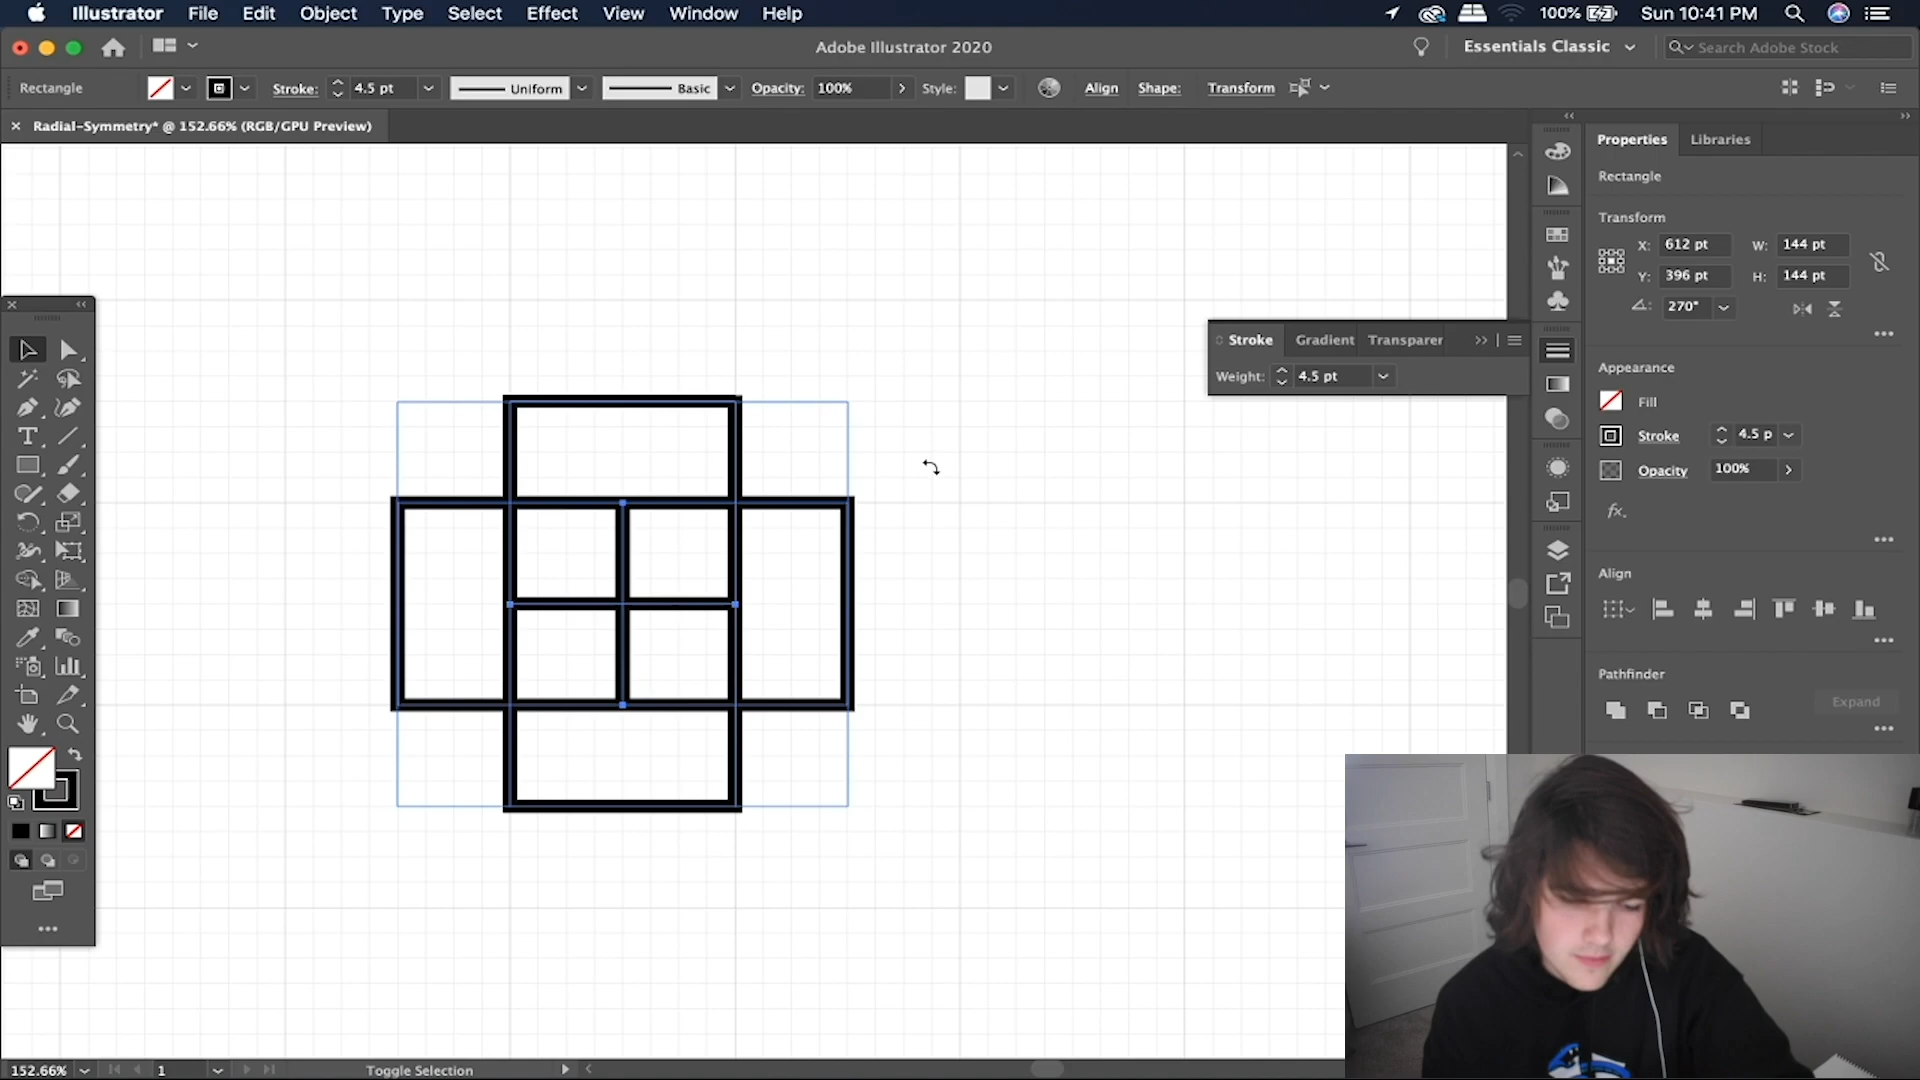 Illustrator File Edit Object Type Select Effect View Window Help 100% Sun 10:41 PM
Adobe Illustrator 2020 Essentials Classic Search Adobe Stock
Rectangle Stroke: 4.5 pt Uniform Basic Opacity: 100% Style: Align Shape: Transform
Radial-Symmetry* @ 152.66% (RGB/GPU Preview)
Properties Libraries
Rectangle
Transform
X: 612 pt W: 144 pt
Y: 396 pt H: 144 pt
270°
Stroke Gradient Transparer
Weight: 4.5 pt
Appearance
Fill
Stroke 4.5 p
Opacity 100%
fx.
Align
Pathfinder
Expand
152.66% 1 Toggle Selection